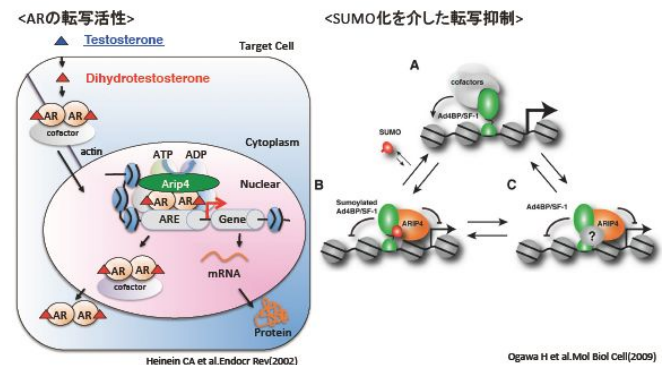 <ARの転写活性>
Testosterone
Target Cell
Dihydrotestosterone
AR AR
cofactor
actin
Cytoplasm
ATP ADP
Nuclear
Arip4
AR AR
ARE Gene
AR AR
cofactor
mRNA
AR AR
Protein
Heinein CA et al.Endocr Rev(2002)
<SUMO化を介した転写抑制>
A
cofactors
Ad4BP/SF-1
SUMO
B
Sumoylated
Ad4BP/SF-1
ARIP4
C
Ad4BP/SF-1
ARIP4
?
Ogawa H et al.Mol Biol Cell(2009)